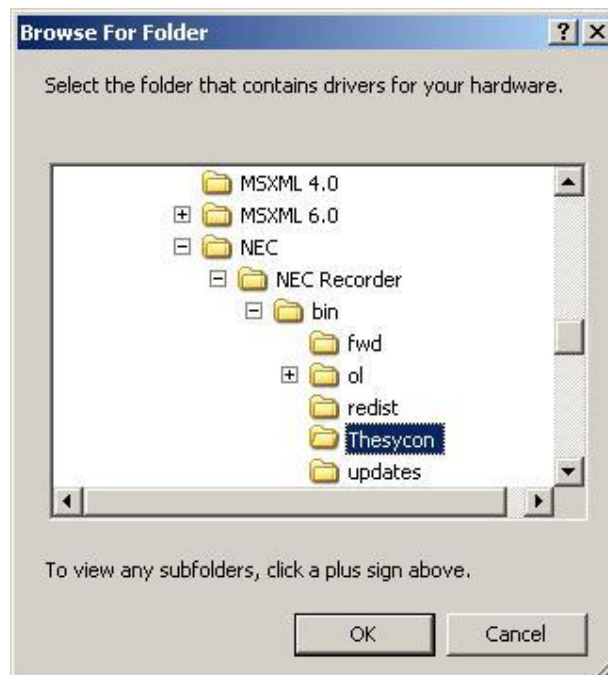 Browse For Folder
Select the folder that contains drivers for your hardware.
MSXML 4.0
MSXML 6.0
NEC
NEC Recorder
bin
fwd
ol
redist
Thesycon
updates
To view any subfolders, click a plus sign above.
OK Cancel